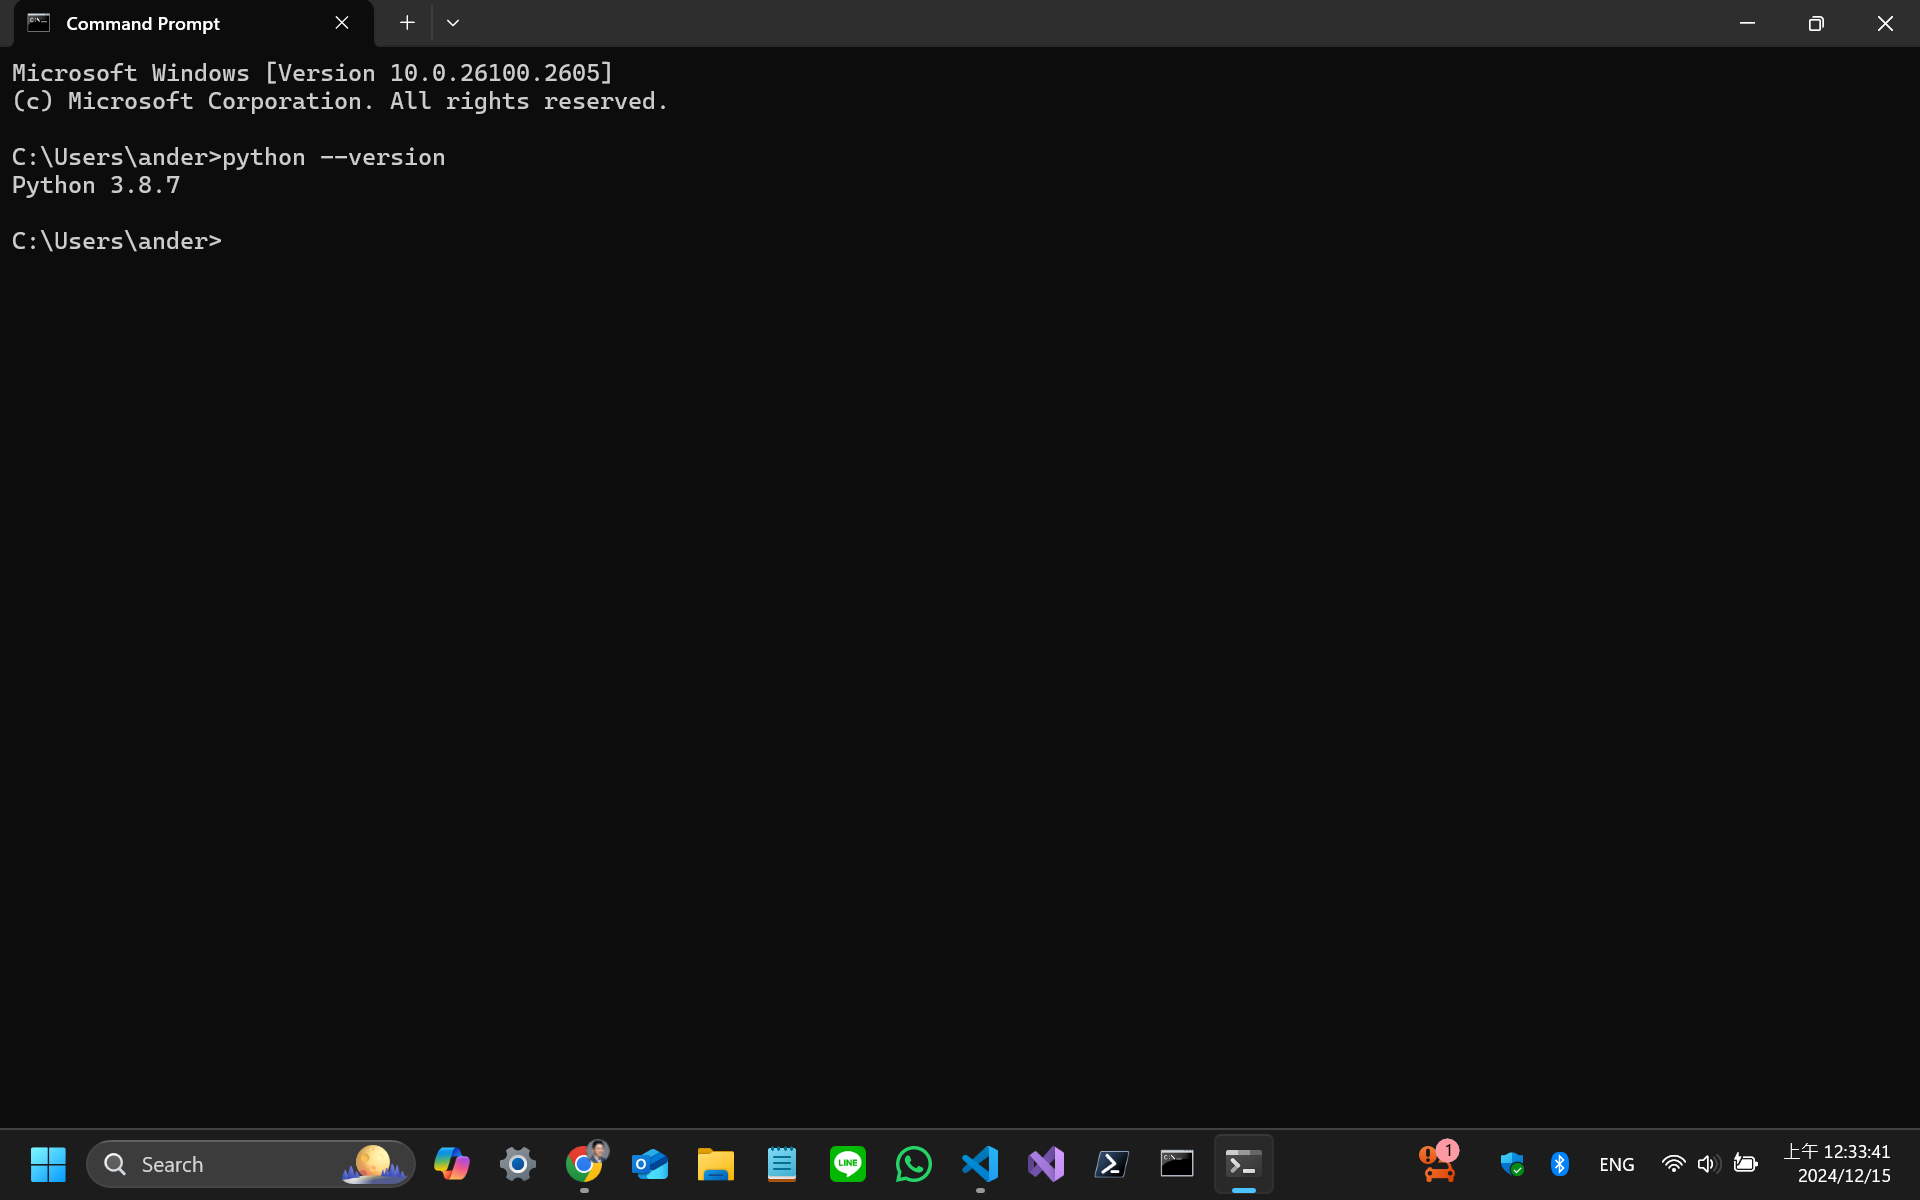 Command Prompt
Microsoft Windows [Version 10.0.26100.2605]
(c) Microsoft Corporation. All rights reserved.
C:\Users\ander>python --version
Python 3.8.7
C:\Users\ander>
Search
LINE
1
ENG
上午 12:33:41
2024/12/15